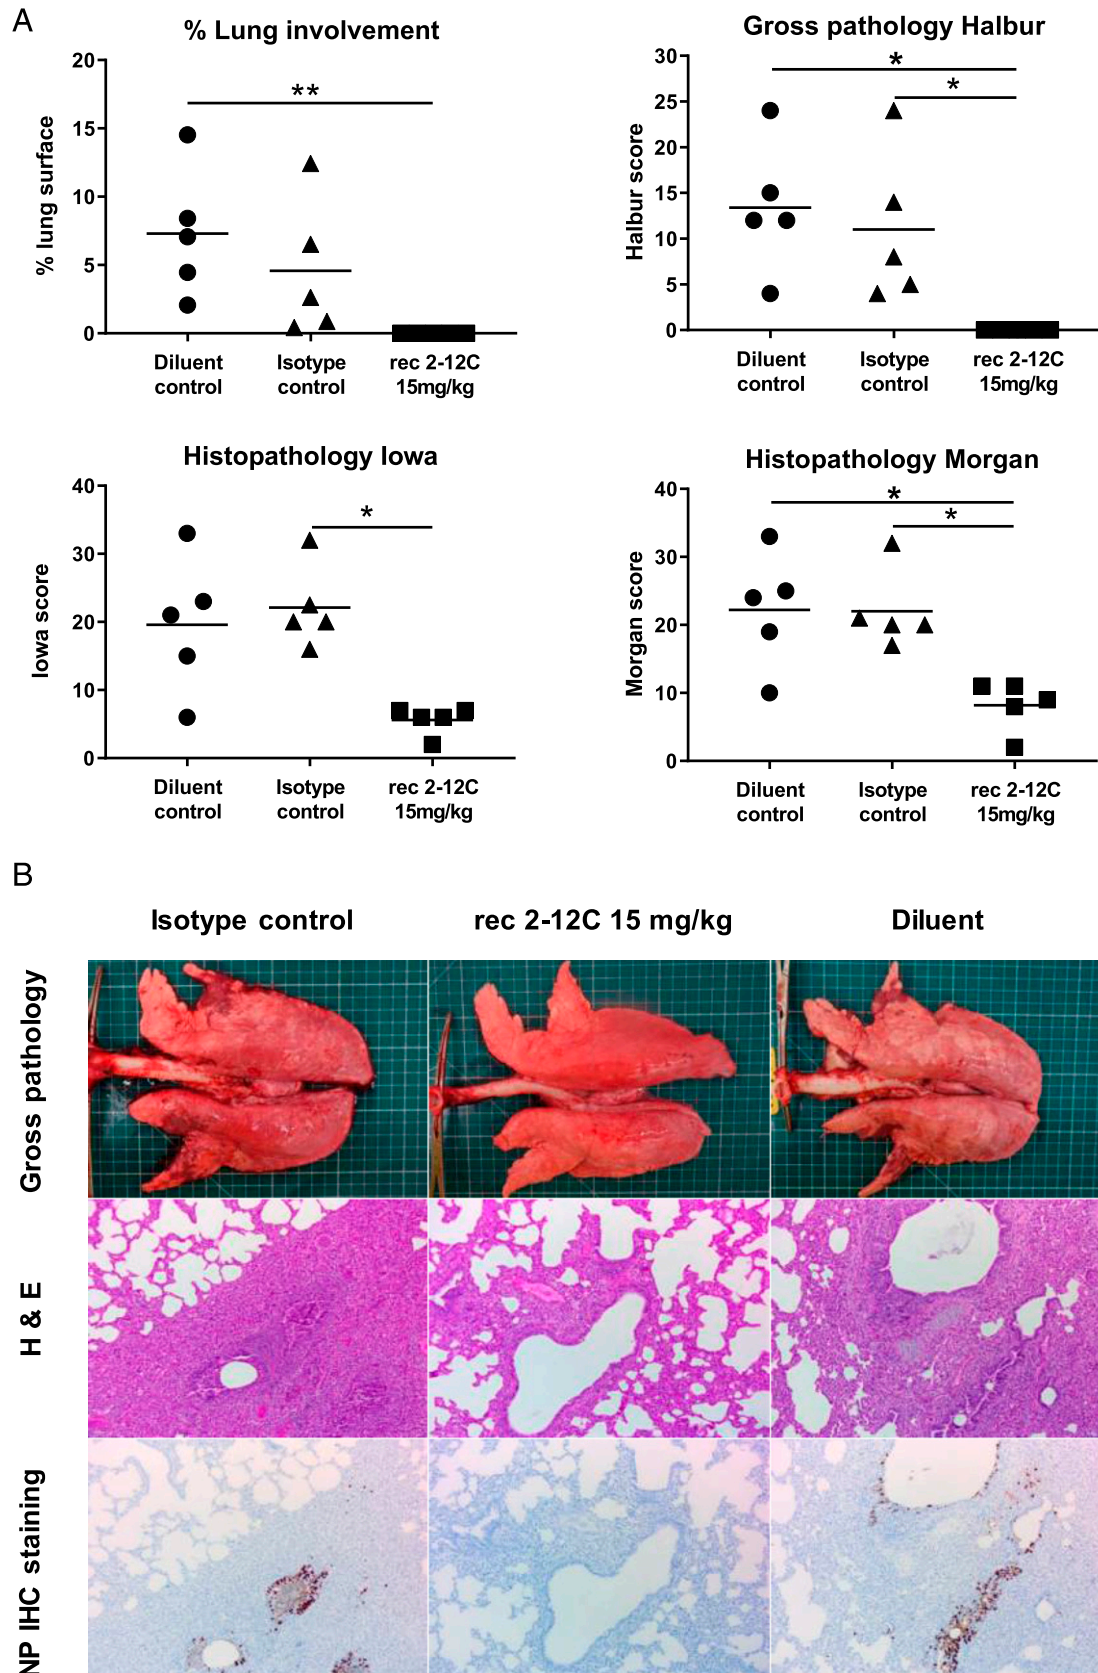 A
% Lung involvement
% lung surface
20
15
10
5
0
**
Diluent control
Isotype control
rec 2-12C 15mg/kg
Gross pathology Halbur
Halbur score
30
25
20
15
10
5
0
*
*
Diluent control
Isotype control
rec 2-12C 15mg/kg
Histopathology Iowa
Iowa score
40
30
20
10
0
*
Diluent control
Isotype control
rec 2-12C 15mg/kg
Histopathology Morgan
Morgan score
40
30
20
10
0
*
*
Diluent control
Isotype control
rec 2-12C 15mg/kg
B
Isotype control
rec 2-12C 15 mg/kg
Diluent
Gross pathology
H & E
NP IHC staining